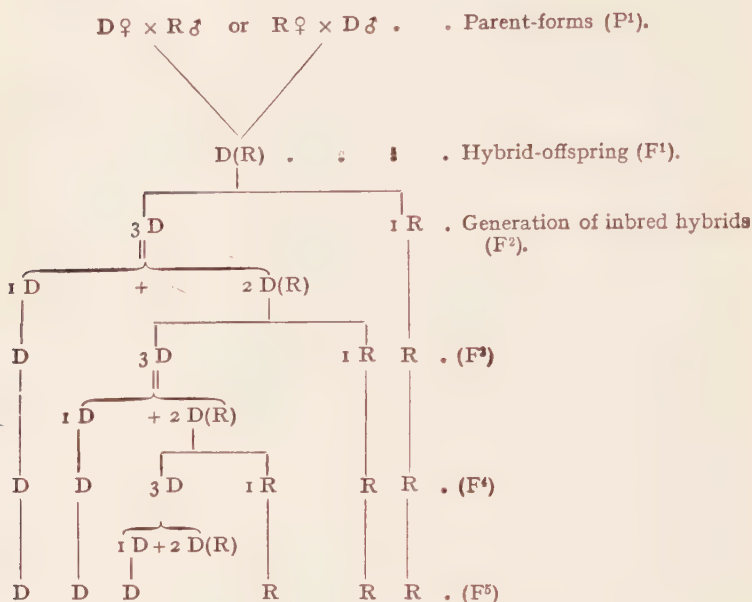 D♀ × R♂ or R♀ × D♂ . . Parent-forms (P¹).
D(R) . . . . Hybrid-offspring (F¹).
3 D 1 R . Generation of inbred hybrids
(F²).
1 D + 2 D(R)
D 3 D 1 R R . (F³)
1 D + 2 D(R)
D D 3 D 1 R R R . (F⁴)
1 D + 2 D(R)
D D D R R R . (F⁵)